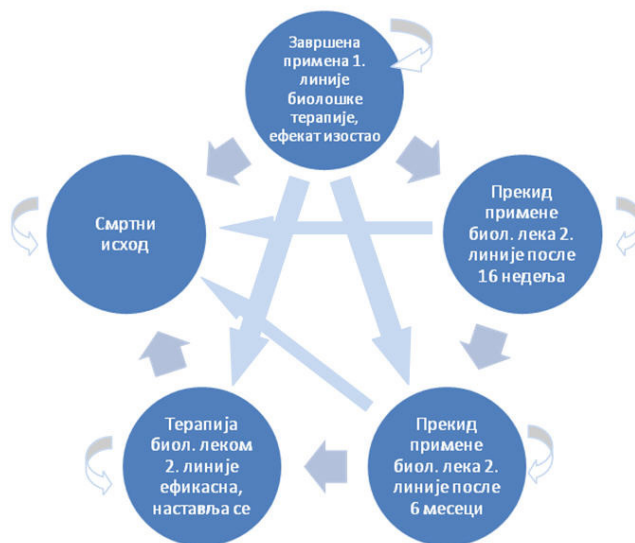 Завршена
примена 1.
линије
биолошке
терапије,
ефекат изостао
Прекид
примене
биол. лека 2.
линије после
16 недеља
Прекид
примене
биол. лека 2.
линије после
6 месеци
Терапија
биол. леком
2. линије
ефикасна,
наставља се
Смртни
исход